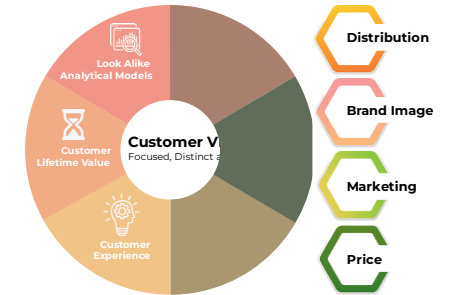 Look Alike
Analytical Models
Customer
Lifetime Value
Customer
Experience
Customer
Focused, Distinct
Distribution
Brand Image
Marketing
Price